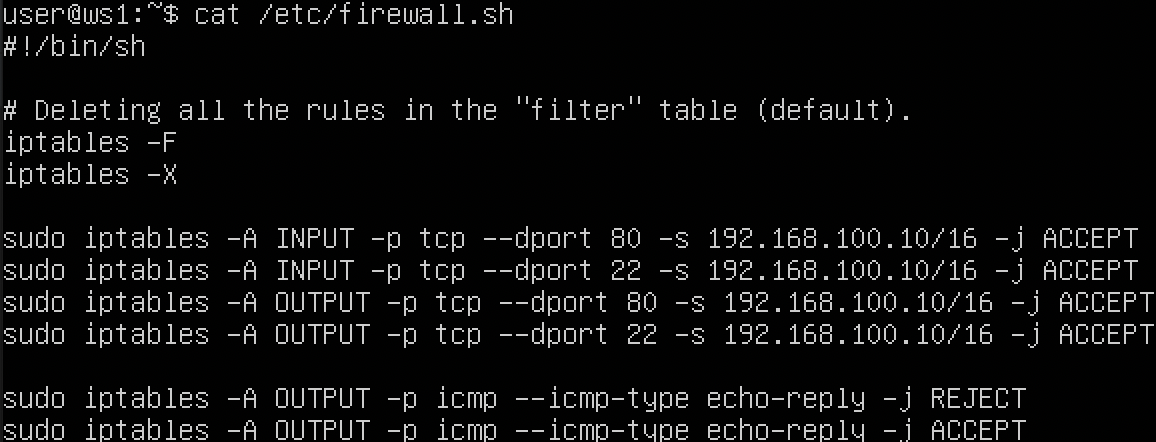 user@ws1:~$ cat /etc/firewall.sh
#!/bin/sh
# Deleting all the rules in the "filter" table (default).
iptables -F
iptables -X
sudo iptables -A INPUT -p tcp --dport 80 -s 192.168.100.10/16 -j ACCEPT
sudo iptables -A INPUT -p tcp --dport 22 -s 192.168.100.10/16 -j ACCEPT
sudo iptables -A OUTPUT -p tcp --dport 80 -s 192.168.100.10/16 -j ACCEPT
sudo iptables -A OUTPUT -p tcp --dport 22 -s 192.168.100.10/16 -j ACCEPT
sudo iptables -A OUTPUT -p icmp --icmp-type echo-reply -j REJECT
sudo iptables -A OUTPUT -p icmp --icmp-type echo-reply -j ACCEPT